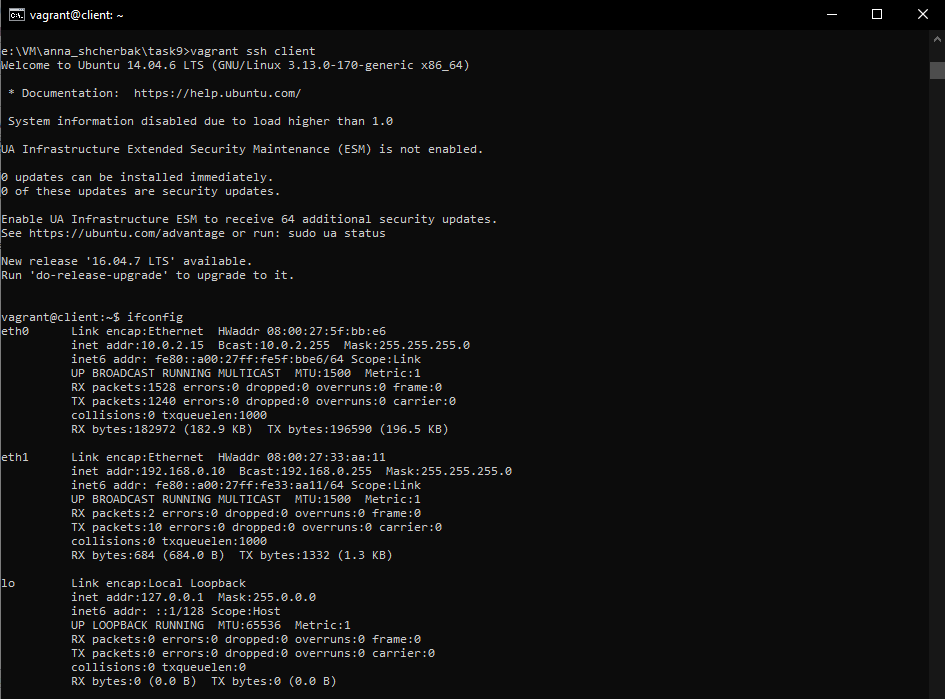 vagrant@client: ~
e:\VM\anna_shcherbak\task9>vagrant ssh client
Welcome to Ubuntu 14.04.6 LTS (GNU/Linux 3.13.0-170-generic x86_64)
* Documentation:  https://help.ubuntu.com/
System information disabled due to load higher than 1.0
UA Infrastructure Extended Security Maintenance (ESM) is not enabled.
0 updates can be installed immediately.
0 of these updates are security updates.
Enable UA Infrastructure ESM to receive 64 additional security updates.
See https://ubuntu.com/advantage or run: sudo ua status
New release '16.04.7 LTS' available.
Run 'do-release-upgrade' to upgrade to it.
vagrant@client:~$ ifconfig
eth0      Link encap:Ethernet  HWaddr 08:00:27:5f:bb:e6
inet addr:10.0.2.15  Bcast:10.0.2.255  Mask:255.255.255.0
inet6 addr: fe80::a00:27ff:fe5f:bbe6/64 Scope:Link
UP BROADCAST RUNNING MULTICAST  MTU:1500  Metric:1
RX packets:1528 errors:0 dropped:0 overruns:0 frame:0
TX packets:1240 errors:0 dropped:0 overruns:0 carrier:0
collisions:0 txqueuelen:1000
RX bytes:182972 (182.9 KB)  TX bytes:196590 (196.5 KB)
eth1      Link encap:Ethernet  HWaddr 08:00:27:33:aa:11
inet addr:192.168.0.10  Bcast:192.168.0.255  Mask:255.255.255.0
inet6 addr: fe80::a00:27ff:fe33:aa11/64 Scope:Link
UP BROADCAST RUNNING MULTICAST  MTU:1500  Metric:1
RX packets:2 errors:0 dropped:0 overruns:0 frame:0
TX packets:10 errors:0 dropped:0 overruns:0 carrier:0
collisions:0 txqueuelen:1000
RX bytes:684 (684.0 B)  TX bytes:1332 (1.3 KB)
lo        Link encap:Local Loopback
inet addr:127.0.0.1  Mask:255.0.0.0
inet6 addr: ::1/128 Scope:Host
UP LOOPBACK RUNNING  MTU:65536  Metric:1
RX packets:0 errors:0 dropped:0 overruns:0 frame:0
TX packets:0 errors:0 dropped:0 overruns:0 carrier:0
collisions:0 txqueuelen:0
RX bytes:0 (0.0 B)  TX bytes:0 (0.0 B)